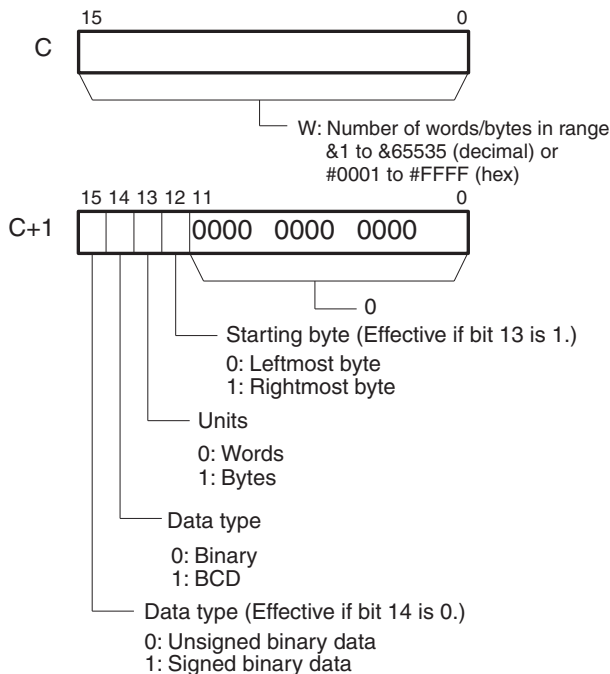 15 0
C
W: Number of words/bytes in range
&1 to &65535 (decimal) or
#0001 to #FFFF (hex)
15 14 13 12 11 0
C+1 0000 0000 0000
0
Starting byte (Effective if bit 13 is 1.)
0: Leftmost byte
1: Rightmost byte
Units
0: Words
1: Bytes
Data type
0: Binary
1: BCD
Data type (Effective if bit 14 is 0.)
0: Unsigned binary data
1: Signed binary data